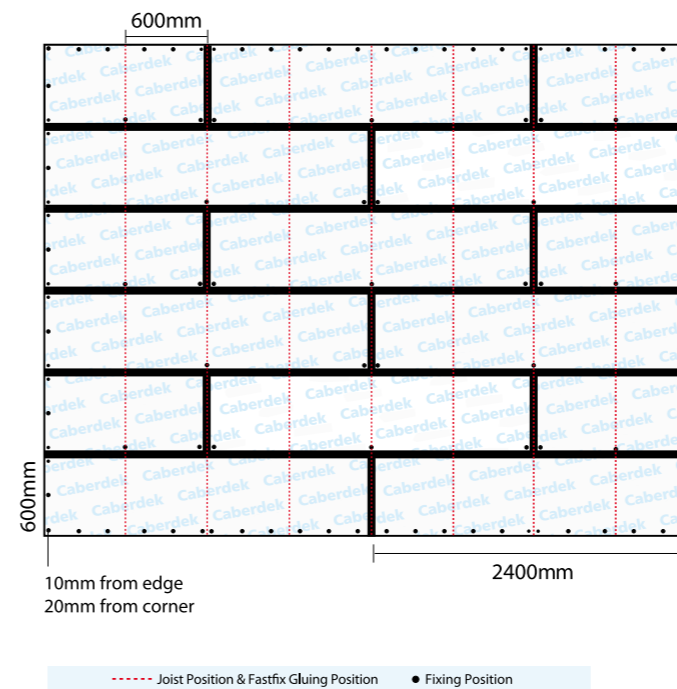 600mm
Caberdek
600mm
2400mm
10mm from edge
20mm from corner
Joist Position & Fastfix Gluing Position
Fixing Position